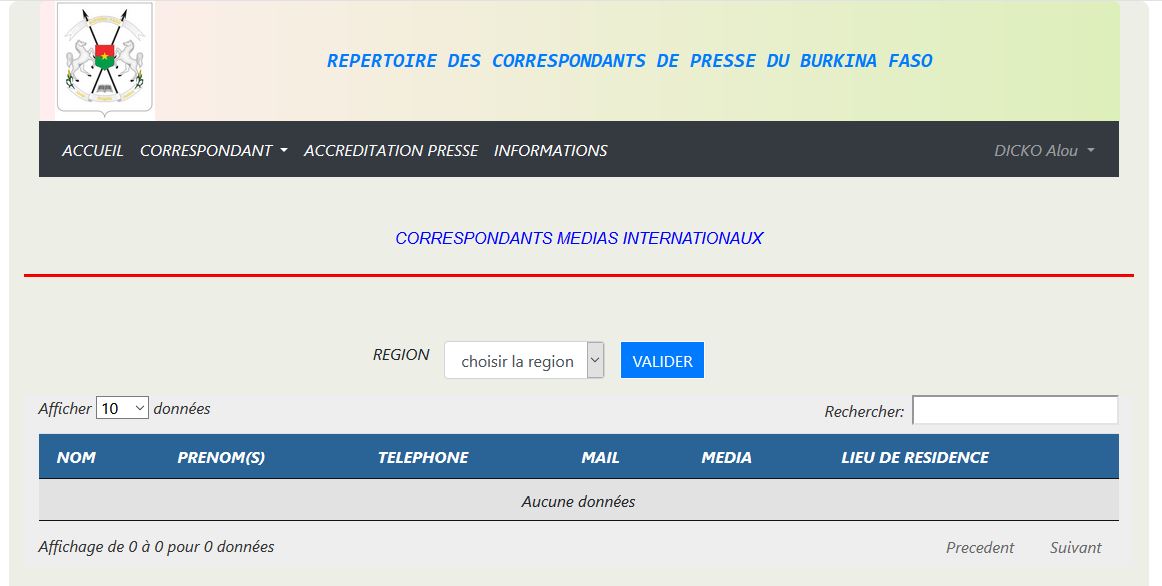 REPERTOIRE DES CORRESPONDANTS DE PRESSE DU BURKINA FASO
ACCUEIL CORRESPONDANT ACCREDITATION PRESSE INFORMATIONS DICKO Alou
CORRESPONDANTS MEDIAS INTERNATIONAUX
REGION choisir la region VALIDER
Afficher 10 données Rechercher:
NOM PRENOM(S) TELEPHONE MAIL MEDIA LIEU DE RESIDENCE
Aucune données
Affichage de 0 à 0 pour 0 données Precedent Suivant